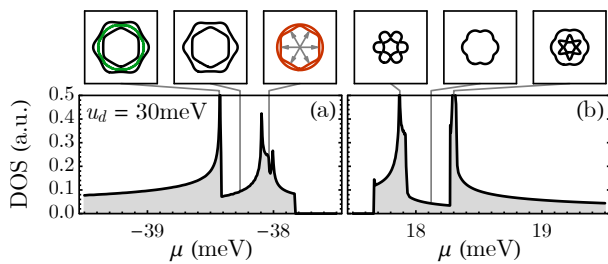 u_d = 30meV
(a)
(b)
DOS (a.u.)
0.5
0.4
0.3
0.2
0.1
0.0
−39
−38
18
19
μ (meV)
μ (meV)